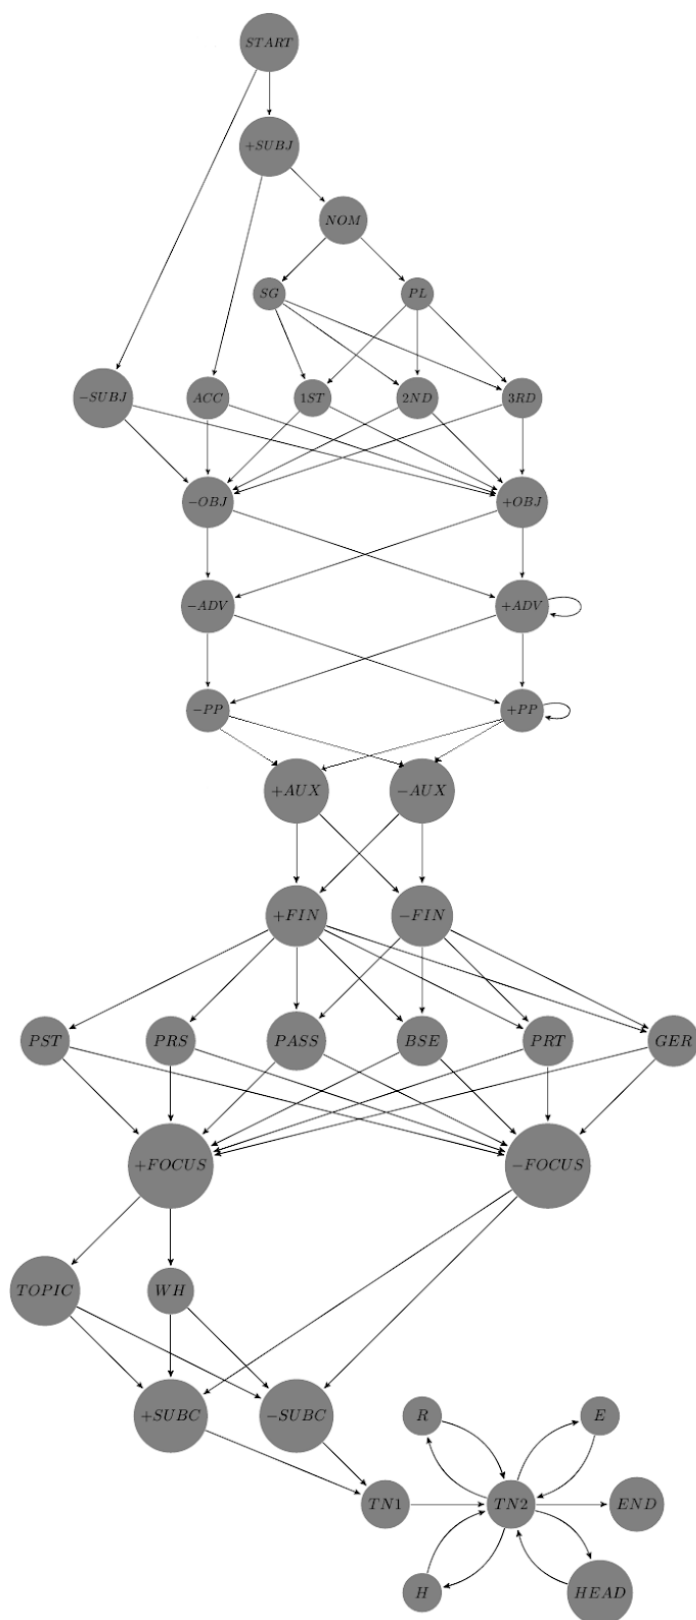 START
+SUBJ
NOM
SG PL
−SUBJ ACC 1ST 2ND 3RD
−OBJ +OBJ
−ADV +ADV
−PP +PP
+AUX −AUX
+FIN −FIN
PST PRS PASS BSE PRT GER
+FOCUS −FOCUS
TOPIC WH
+SUBC −SUBC R E
TN1 TN2 END
H HEAD